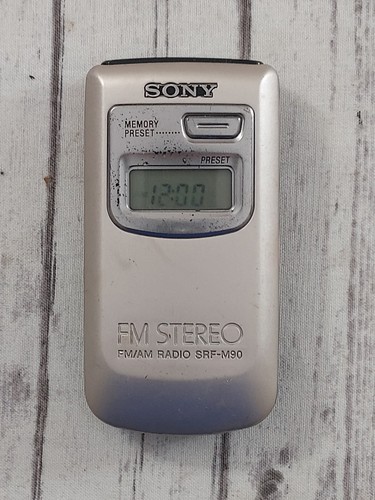 SONY
MEMORY
PRESET
PRESET
12:00
FM STEREO
FM/AM RADIO SRF-M90